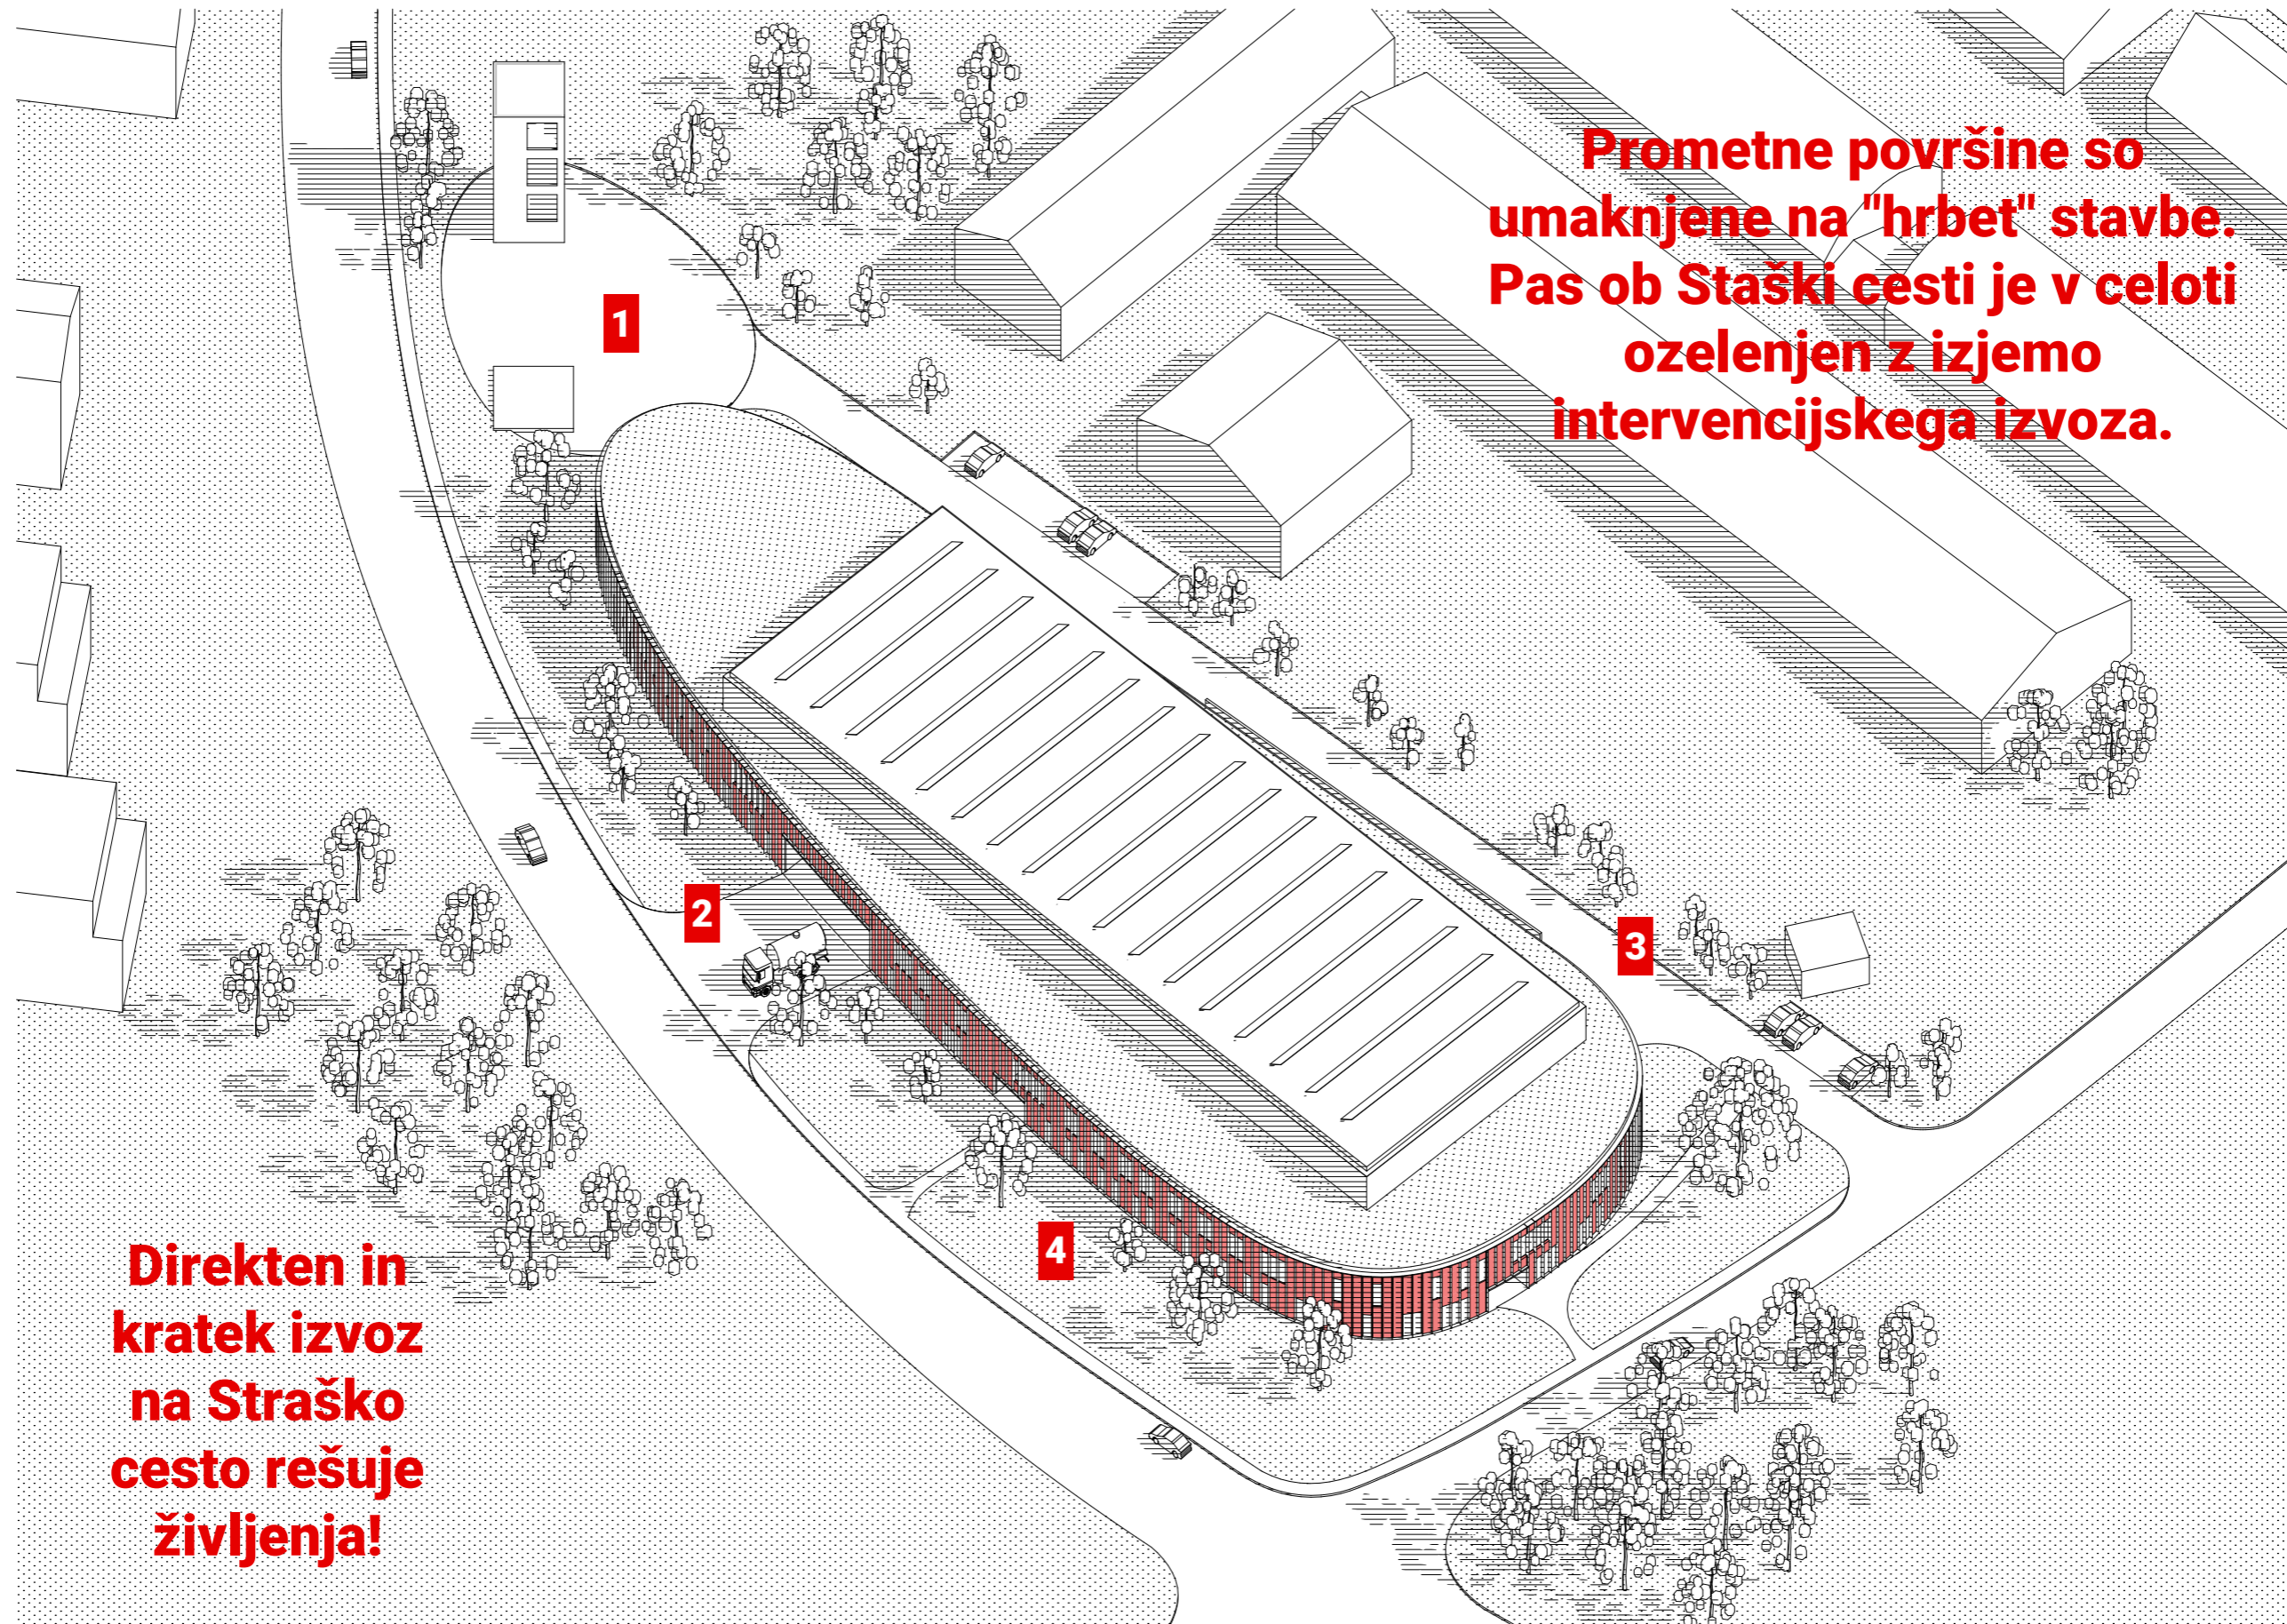 Prometne površine so
umaknjene na "hrbet" stavbe.
Pas ob Staški cesti je v celoti
ozelenjen z izjemo
intervencijskega izvoza.
1
2
3
4
Direkten in
kratek izvoz
na Straško
cesto rešuje
življenja!